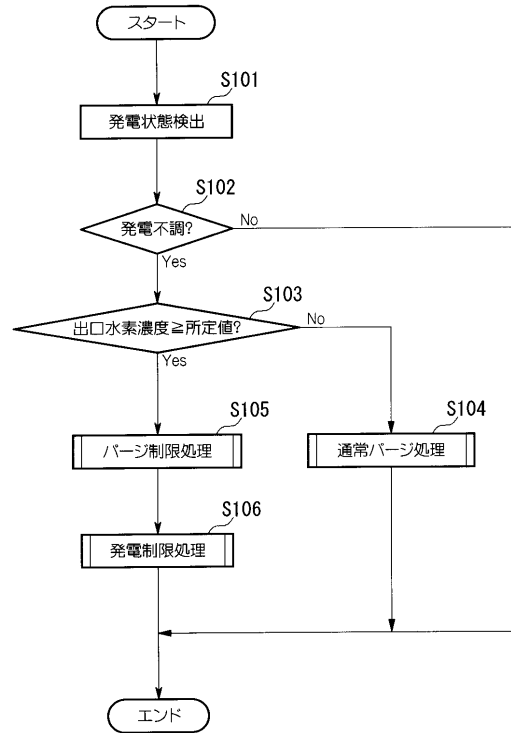 スタート
S101
発電状態検出
S102
発電不調?
No
Yes
S103
出口水素濃度≧所定値?
No
Yes
S105
パージ制限処理
S104
通常パージ処理
S106
発電制限処理
エンド